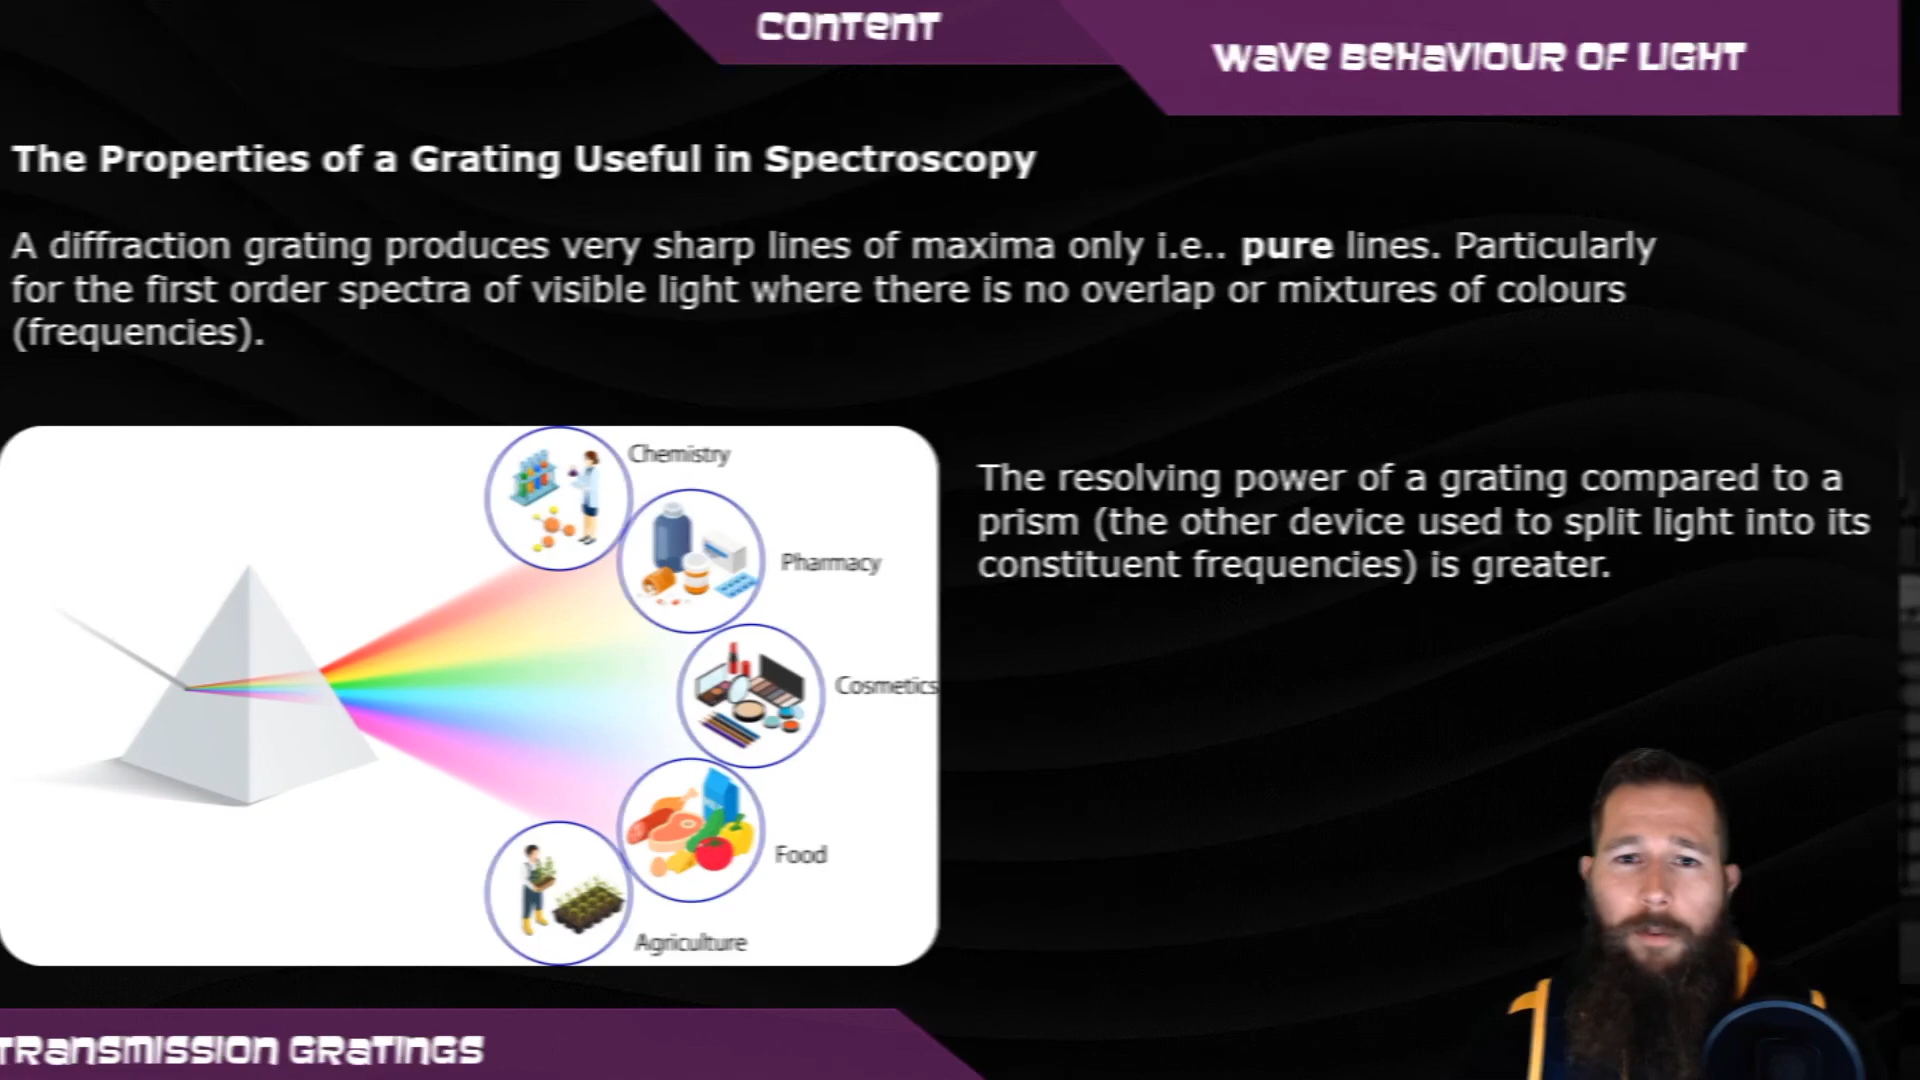 CONTENT
WAVE BEHAVIOUR OF LIGHT
The Properties of a Grating Useful in Spectroscopy
A diffraction grating produces very sharp lines of maxima only i.e.. pure lines. Particularly
for the first order spectra of visible light where there is no overlap or mixtures of colours
(frequencies).
Chemistry
Pharmacy
Cosmetics
Food
Agriculture
The resolving power of a grating compared to a
prism (the other device used to split light into its
constituent frequencies) is greater.
TRANSMISSION GRATINGS